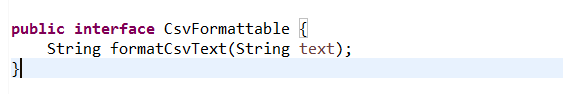 public interface CsvFormattable {
    String formatCsvText(String text);
}